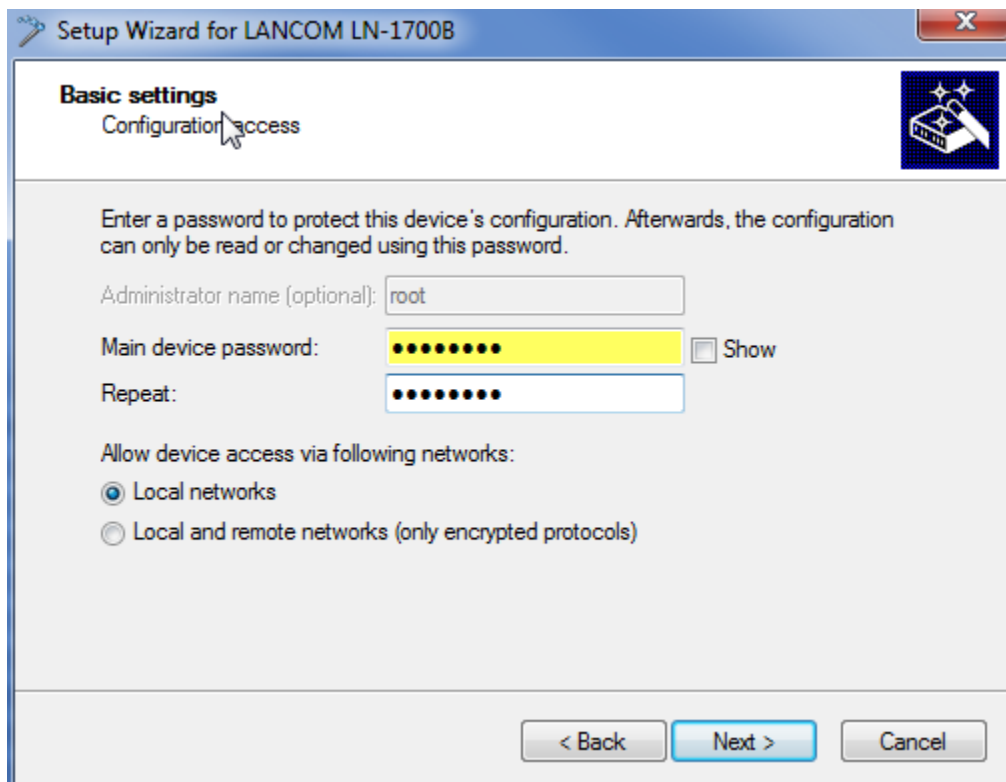 Setup Wizard for LANCOM LN-1700B
X
Basic settings
Configuration access
Enter a password to protect this device's configuration. Afterwards, the configuration
can only be read or changed using this password.
Administrator name (optional): root
Main device password: ●●●●●●●● Show
Repeat: ●●●●●●●●
Allow device access via following networks:
Local networks
Local and remote networks (only encrypted protocols)
< Back Next > Cancel